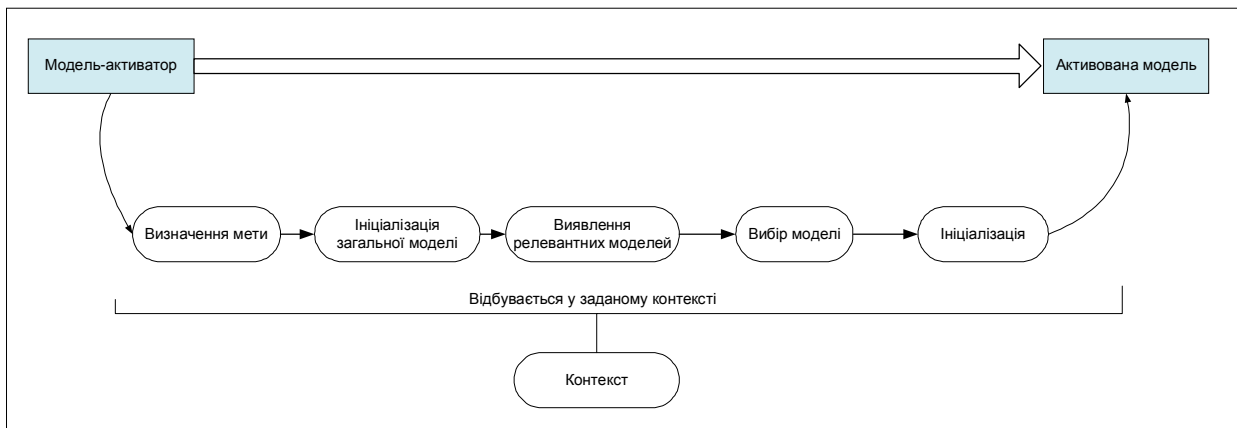 Модель-активатор
Активована модель
Визначення мети
Ініціалізація
загальної моделі
Виявлення
релевантних моделей
Вибір моделі
Ініціалізація
Відбувається у заданому контексті
Контекст